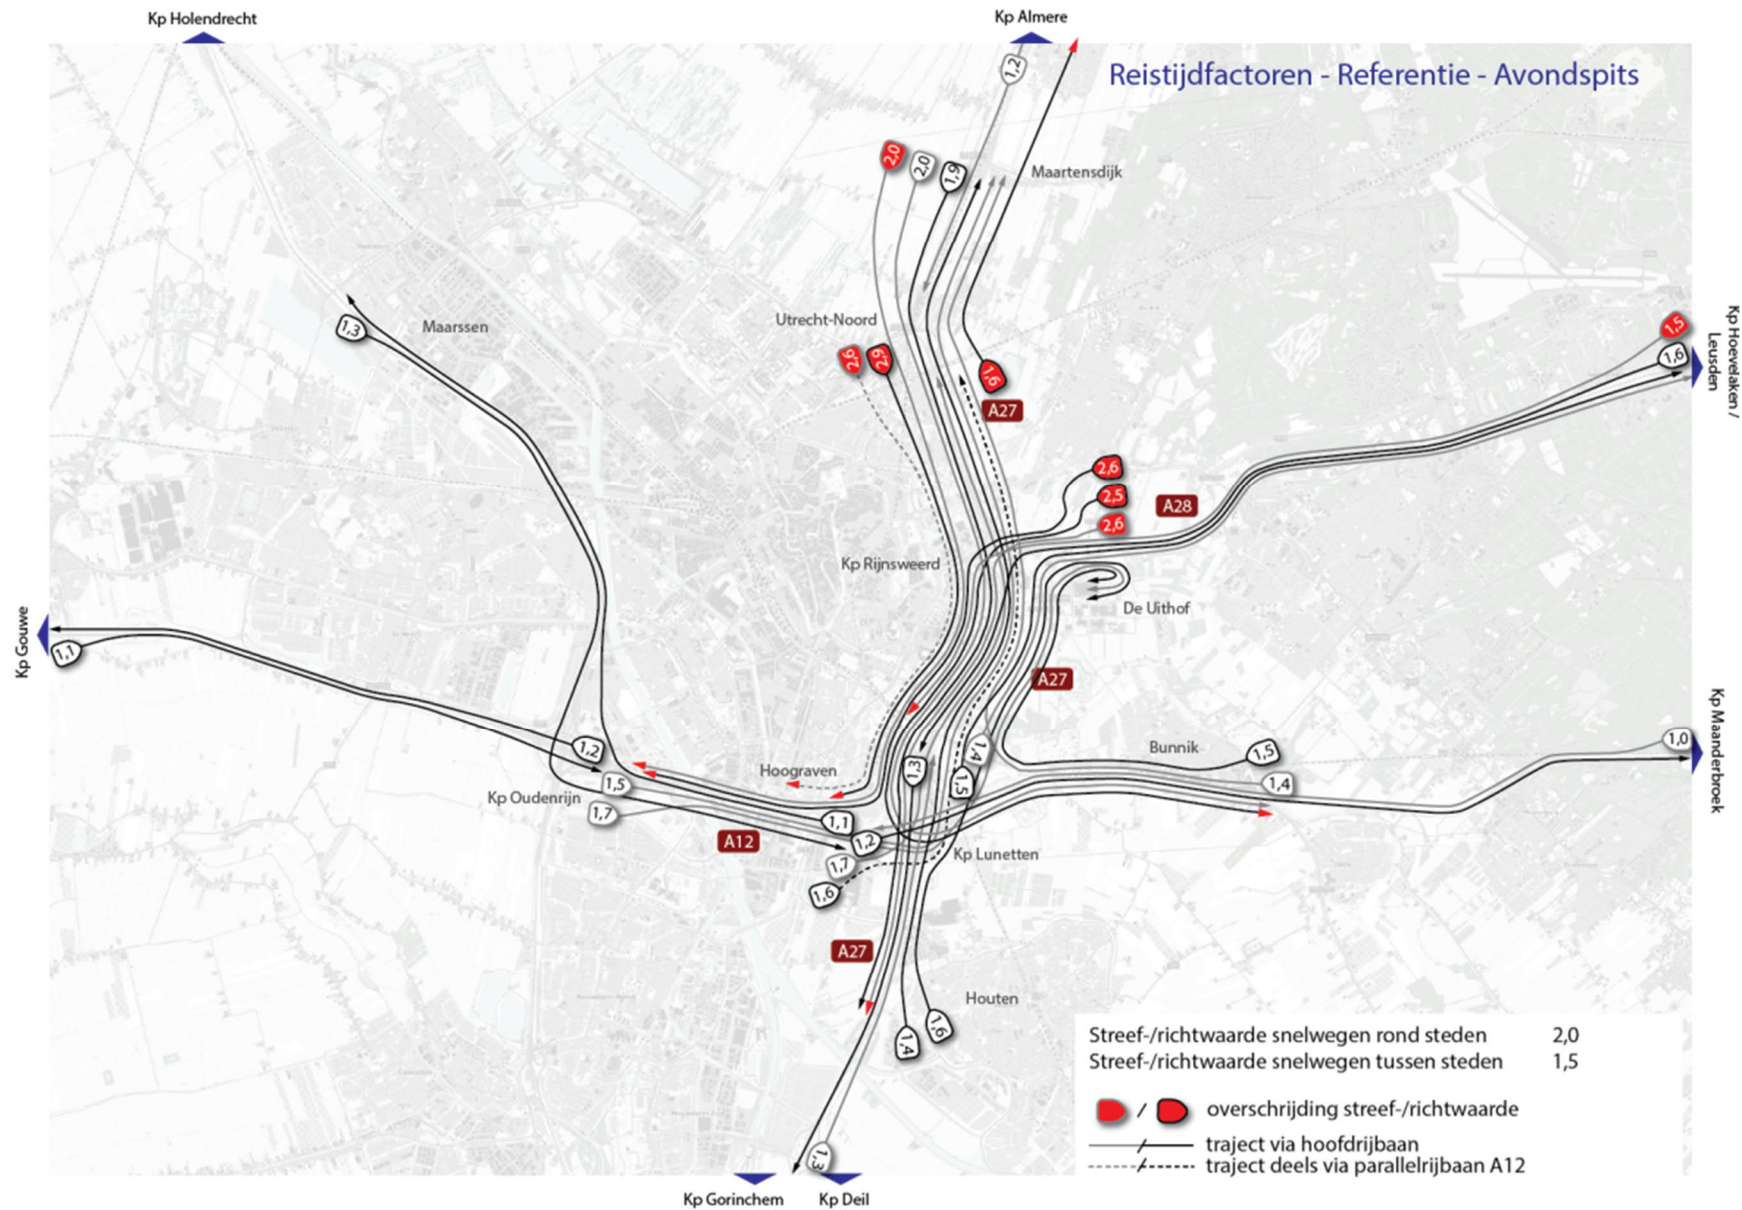 Kp Holendrecht
Kp Almere
Reistijdfactoren - Referentie - Avondspits
1,2
2,0
2,0
1,9
Maartensdijk
1,3
Maarssen
Utrecht-Noord
2,6
2,9
1,6
A27
1,5
1,6
Kp Hoevelaken /
Leusden
2,6
2,5
2,6
A28
Kp Rijnsweerd
De Uithof
Kp Gouwe
1,1
A27
1,2
1,5
1,7
Kp Oudenrijn
Hoograven
1,3
1,4
1,5
Bunnik
1,5
1,4
1,0
Kp Maanderbroek
A12
1,1
1,2
1,7
1,6
Kp Lunetten
A27
Houten
1,4
1,6
1,3
Kp Gorinchem
Kp Deil
Streef-/richtwaarde snelwegen rond steden 2,0
Streef-/richtwaarde snelwegen tussen steden 1,5
/ overschrijding streef-/richtwaarde
traject via hoofdrijbaan
traject deels via parallelrijbaan A12